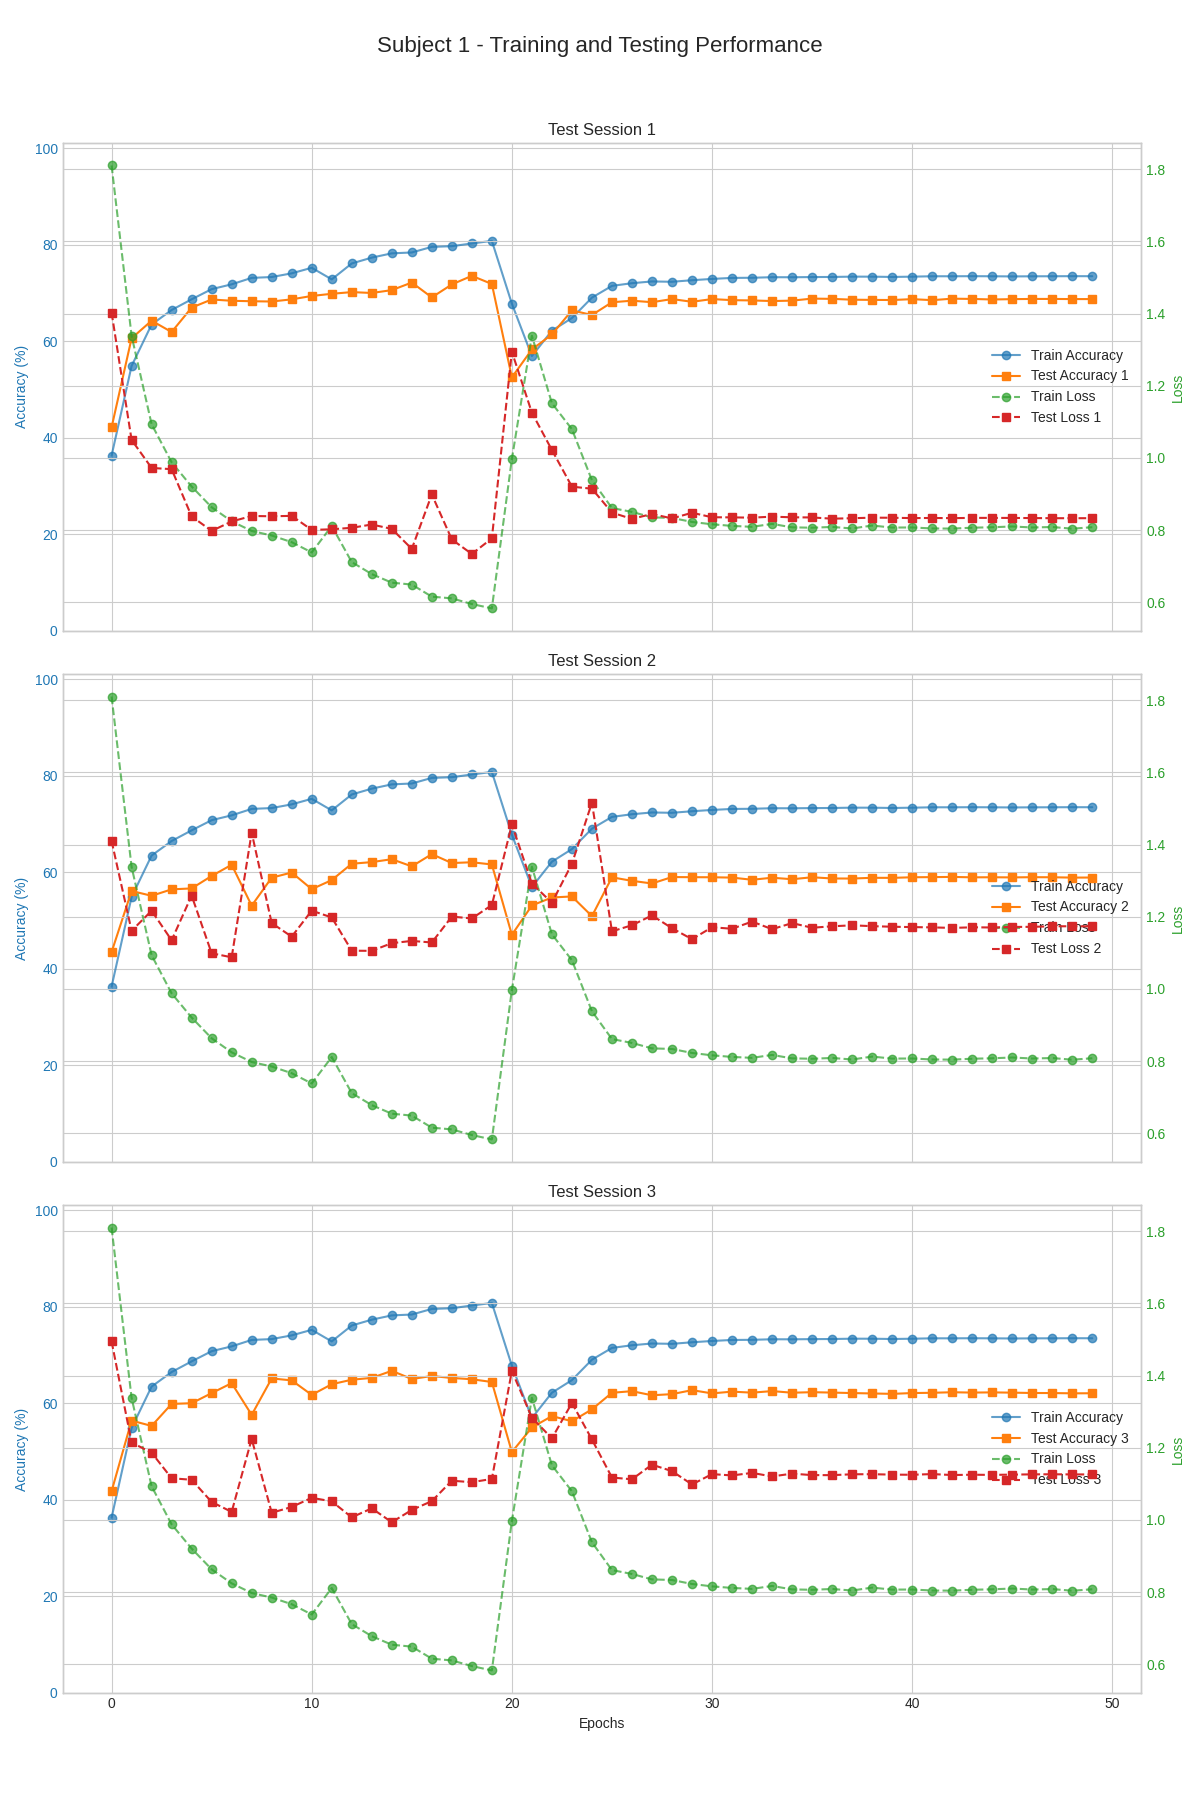 Subject 1 - Training and Testing Performance
Test Session 1
100
80
60
40
20
0
Accuracy (%)
1.8
1.6
1.4
1.2
1.0
0.8
0.6
Loss
Train Accuracy
Test Accuracy 1
Train Loss
Test Loss 1
Test Session 2
100
80
60
40
20
0
Accuracy (%)
1.8
1.6
1.4
1.2
1.0
0.8
0.6
Loss
Train Accuracy
Test Accuracy 2
Train Loss
Test Loss 2
Test Session 3
100
80
60
40
20
0
Accuracy (%)
1.8
1.6
1.4
1.2
1.0
0.8
0.6
Loss
Train Accuracy
Test Accuracy 3
Train Loss
Test Loss 3
0 10 20 30 40 50
Epochs